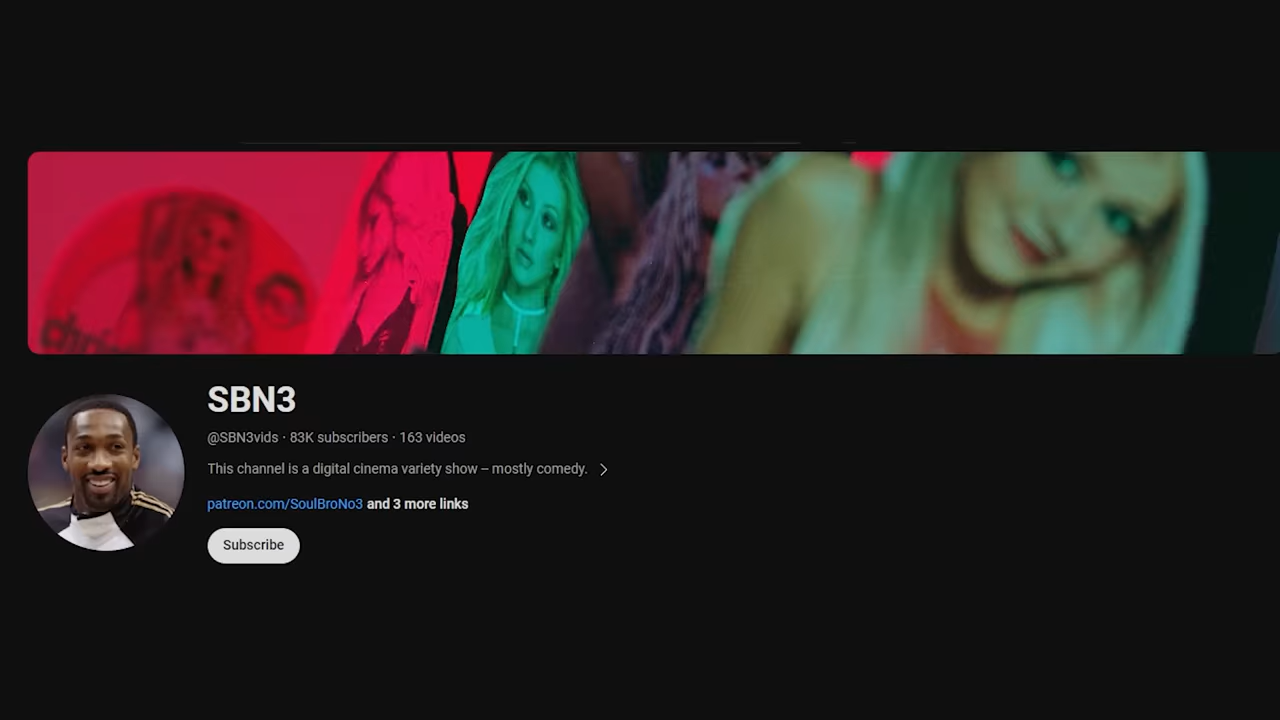 SBN3
@SBN3vids · 83K subscribers · 163 videos
This channel is a digital cinema variety show – mostly comedy.
patreon.com/SoulBroNo3 and 3 more links
Subscribe